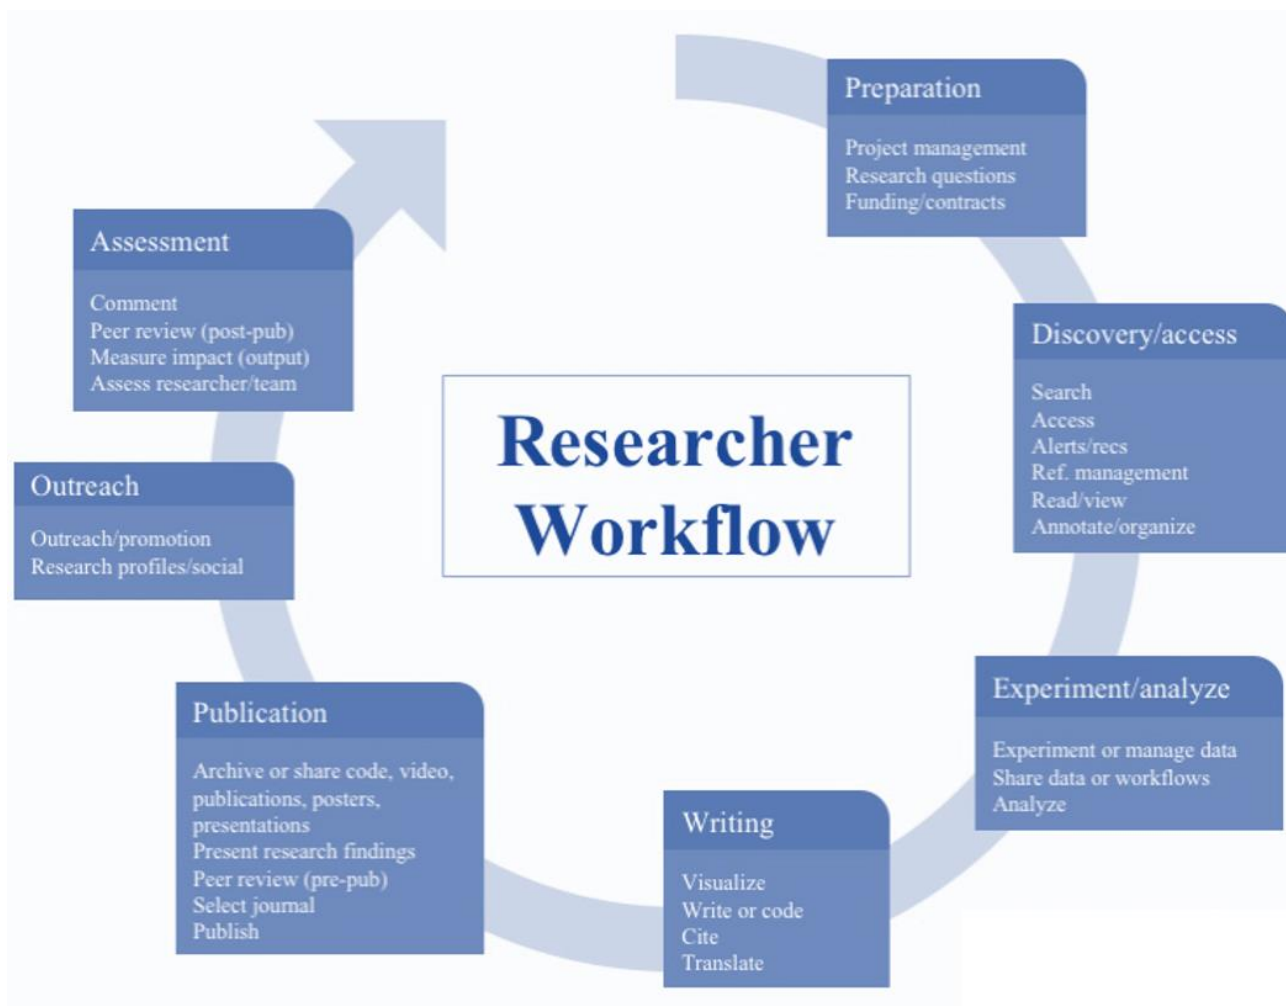 Researcher
Workflow
Preparation
Project management
Research questions
Funding/contracts
Discovery/access
Search
Access
Alerts/recs
Ref. management
Read/view
Annotate/organize
Experiment/analyze
Experiment or manage data
Share data or workflows
Analyze
Writing
Visualize
Write or code
Cite
Translate
Publication
Archive or share code, video,
publications, posters,
presentations
Present research findings
Peer review (pre-pub)
Select journal
Publish
Outreach
Outreach/promotion
Research profiles/social
Assessment
Comment
Peer review (post-pub)
Measure impact (output)
Assess researcher/team